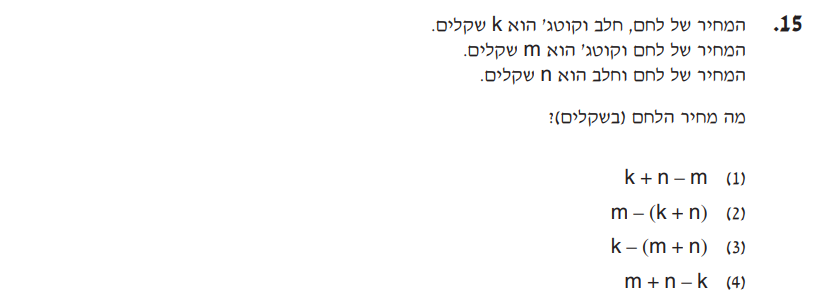 15. המחיר של לחם, חלב וקוטג' הוא k שקלים.
המחיר של לחם וקוטג' הוא m שקלים.
המחיר של לחם וחלב הוא n שקלים.
מה מחיר הלחם (בשקלים)?
(1) k + n – m
(2) m – (k + n)
(3) k – (m + n)
(4) m + n – k